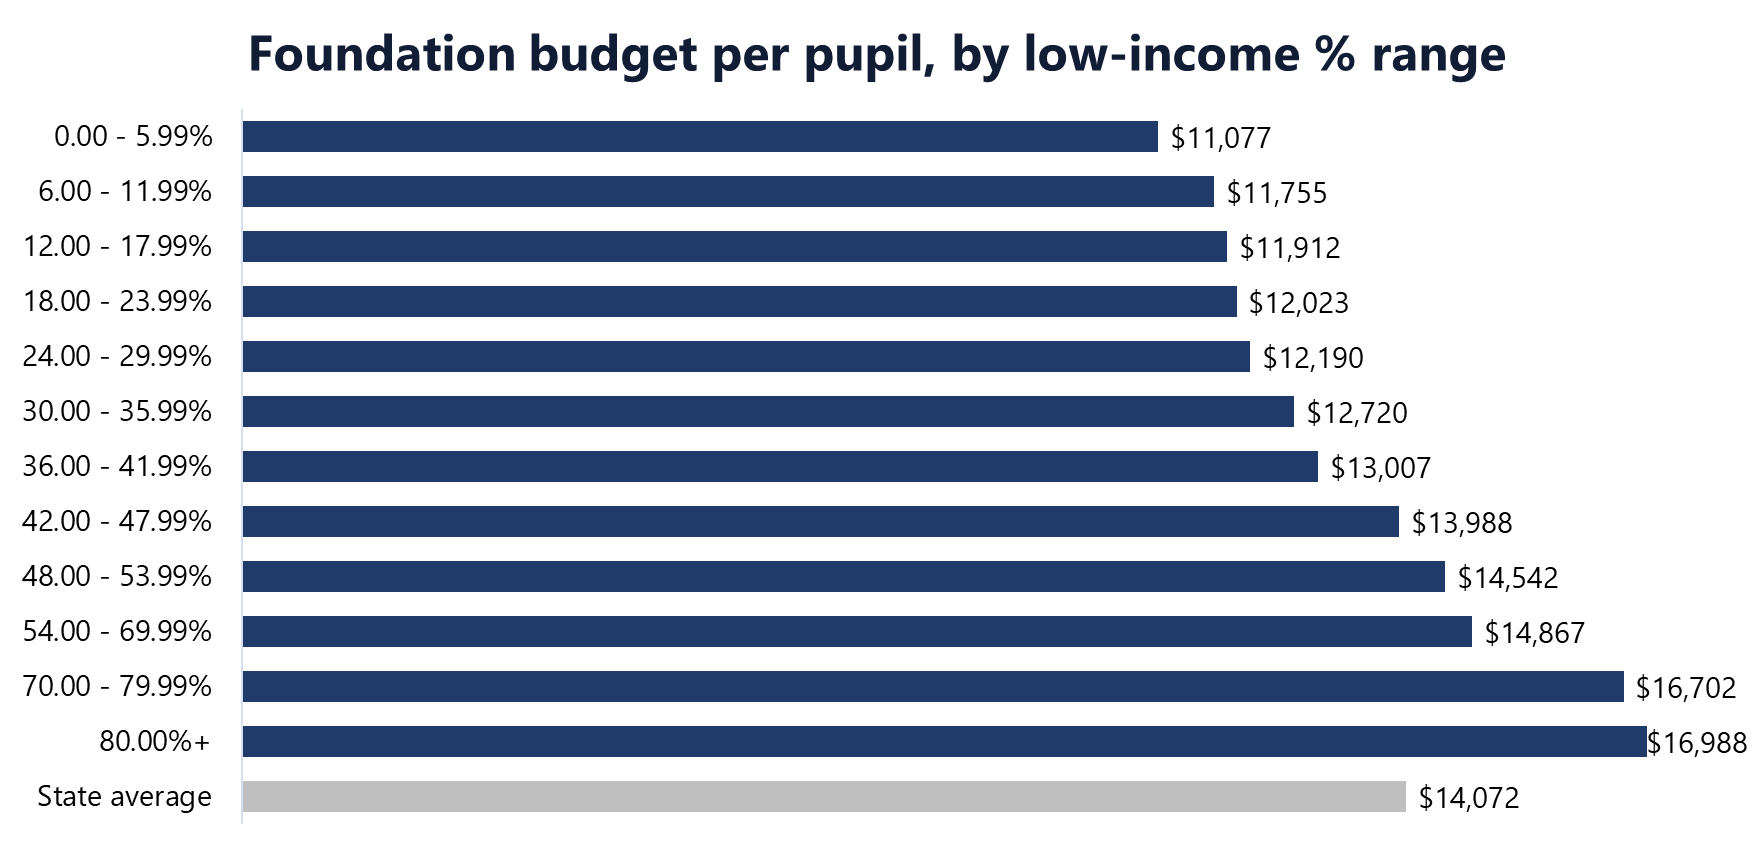 Foundation budget per pupil, by low-income % range
0.00 - 5.99% $11,077
6.00 - 11.99% $11,755
12.00 - 17.99% $11,912
18.00 - 23.99% $12,023
24.00 - 29.99% $12,190
30.00 - 35.99% $12,720
36.00 - 41.99% $13,007
42.00 - 47.99% $13,988
48.00 - 53.99% $14,542
54.00 - 69.99% $14,867
70.00 - 79.99% $16,702
80.00%+ $16,988
State average $14,072